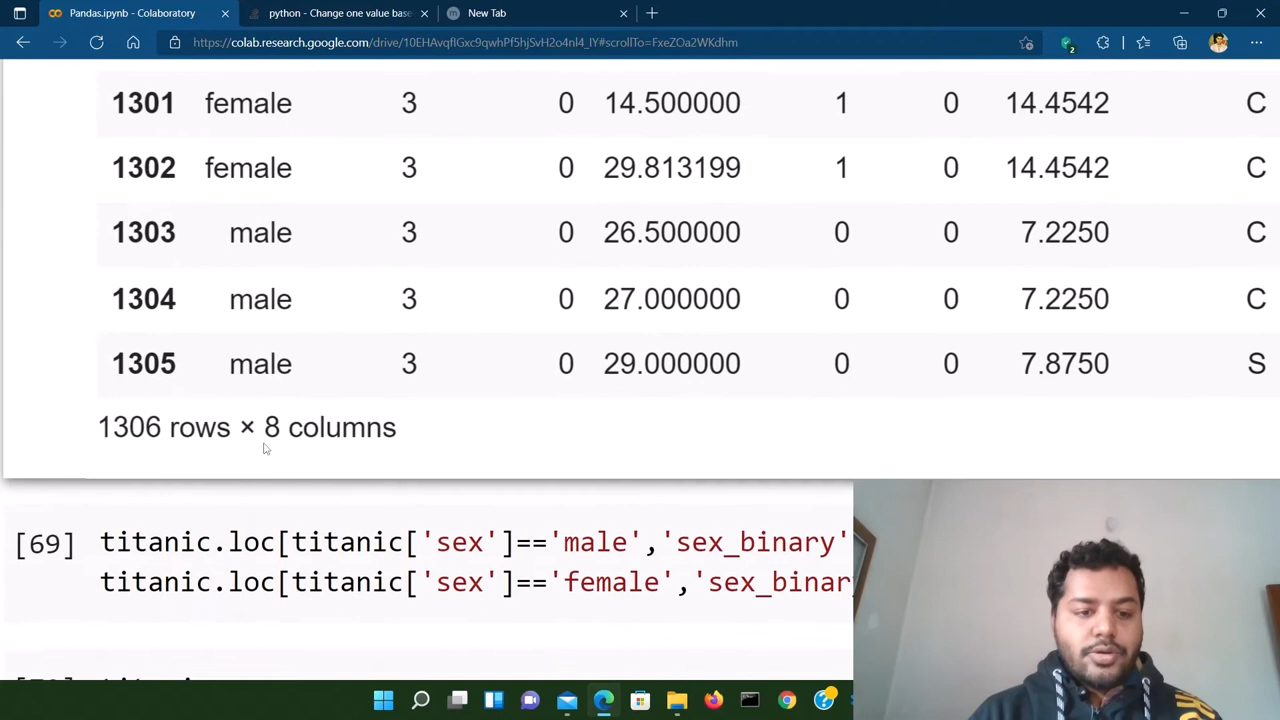 Pandas.ipynb - Colaboratory
python - Change one value base
New Tab
https://colab.research.google.com/drive/10EHAvqflGxc9qwhPf5hjSvH2o4nl4_lY#scrollTo=FxeZOa2WKdhm
2
1301 female 3 0 14.500000 1 0 14.4542 C
1302 female 3 0 29.813199 1 0 14.4542 C
1303 male 3 0 26.500000 0 0 7.2250 C
1304 male 3 0 27.000000 0 0 7.2250 C
1305 male 3 0 29.000000 0 0 7.8750 S
1306 rows × 8 columns
[69] titanic.loc[titanic['sex']=='male','sex_binary'
titanic.loc[titanic['sex']=='female','sex_binary